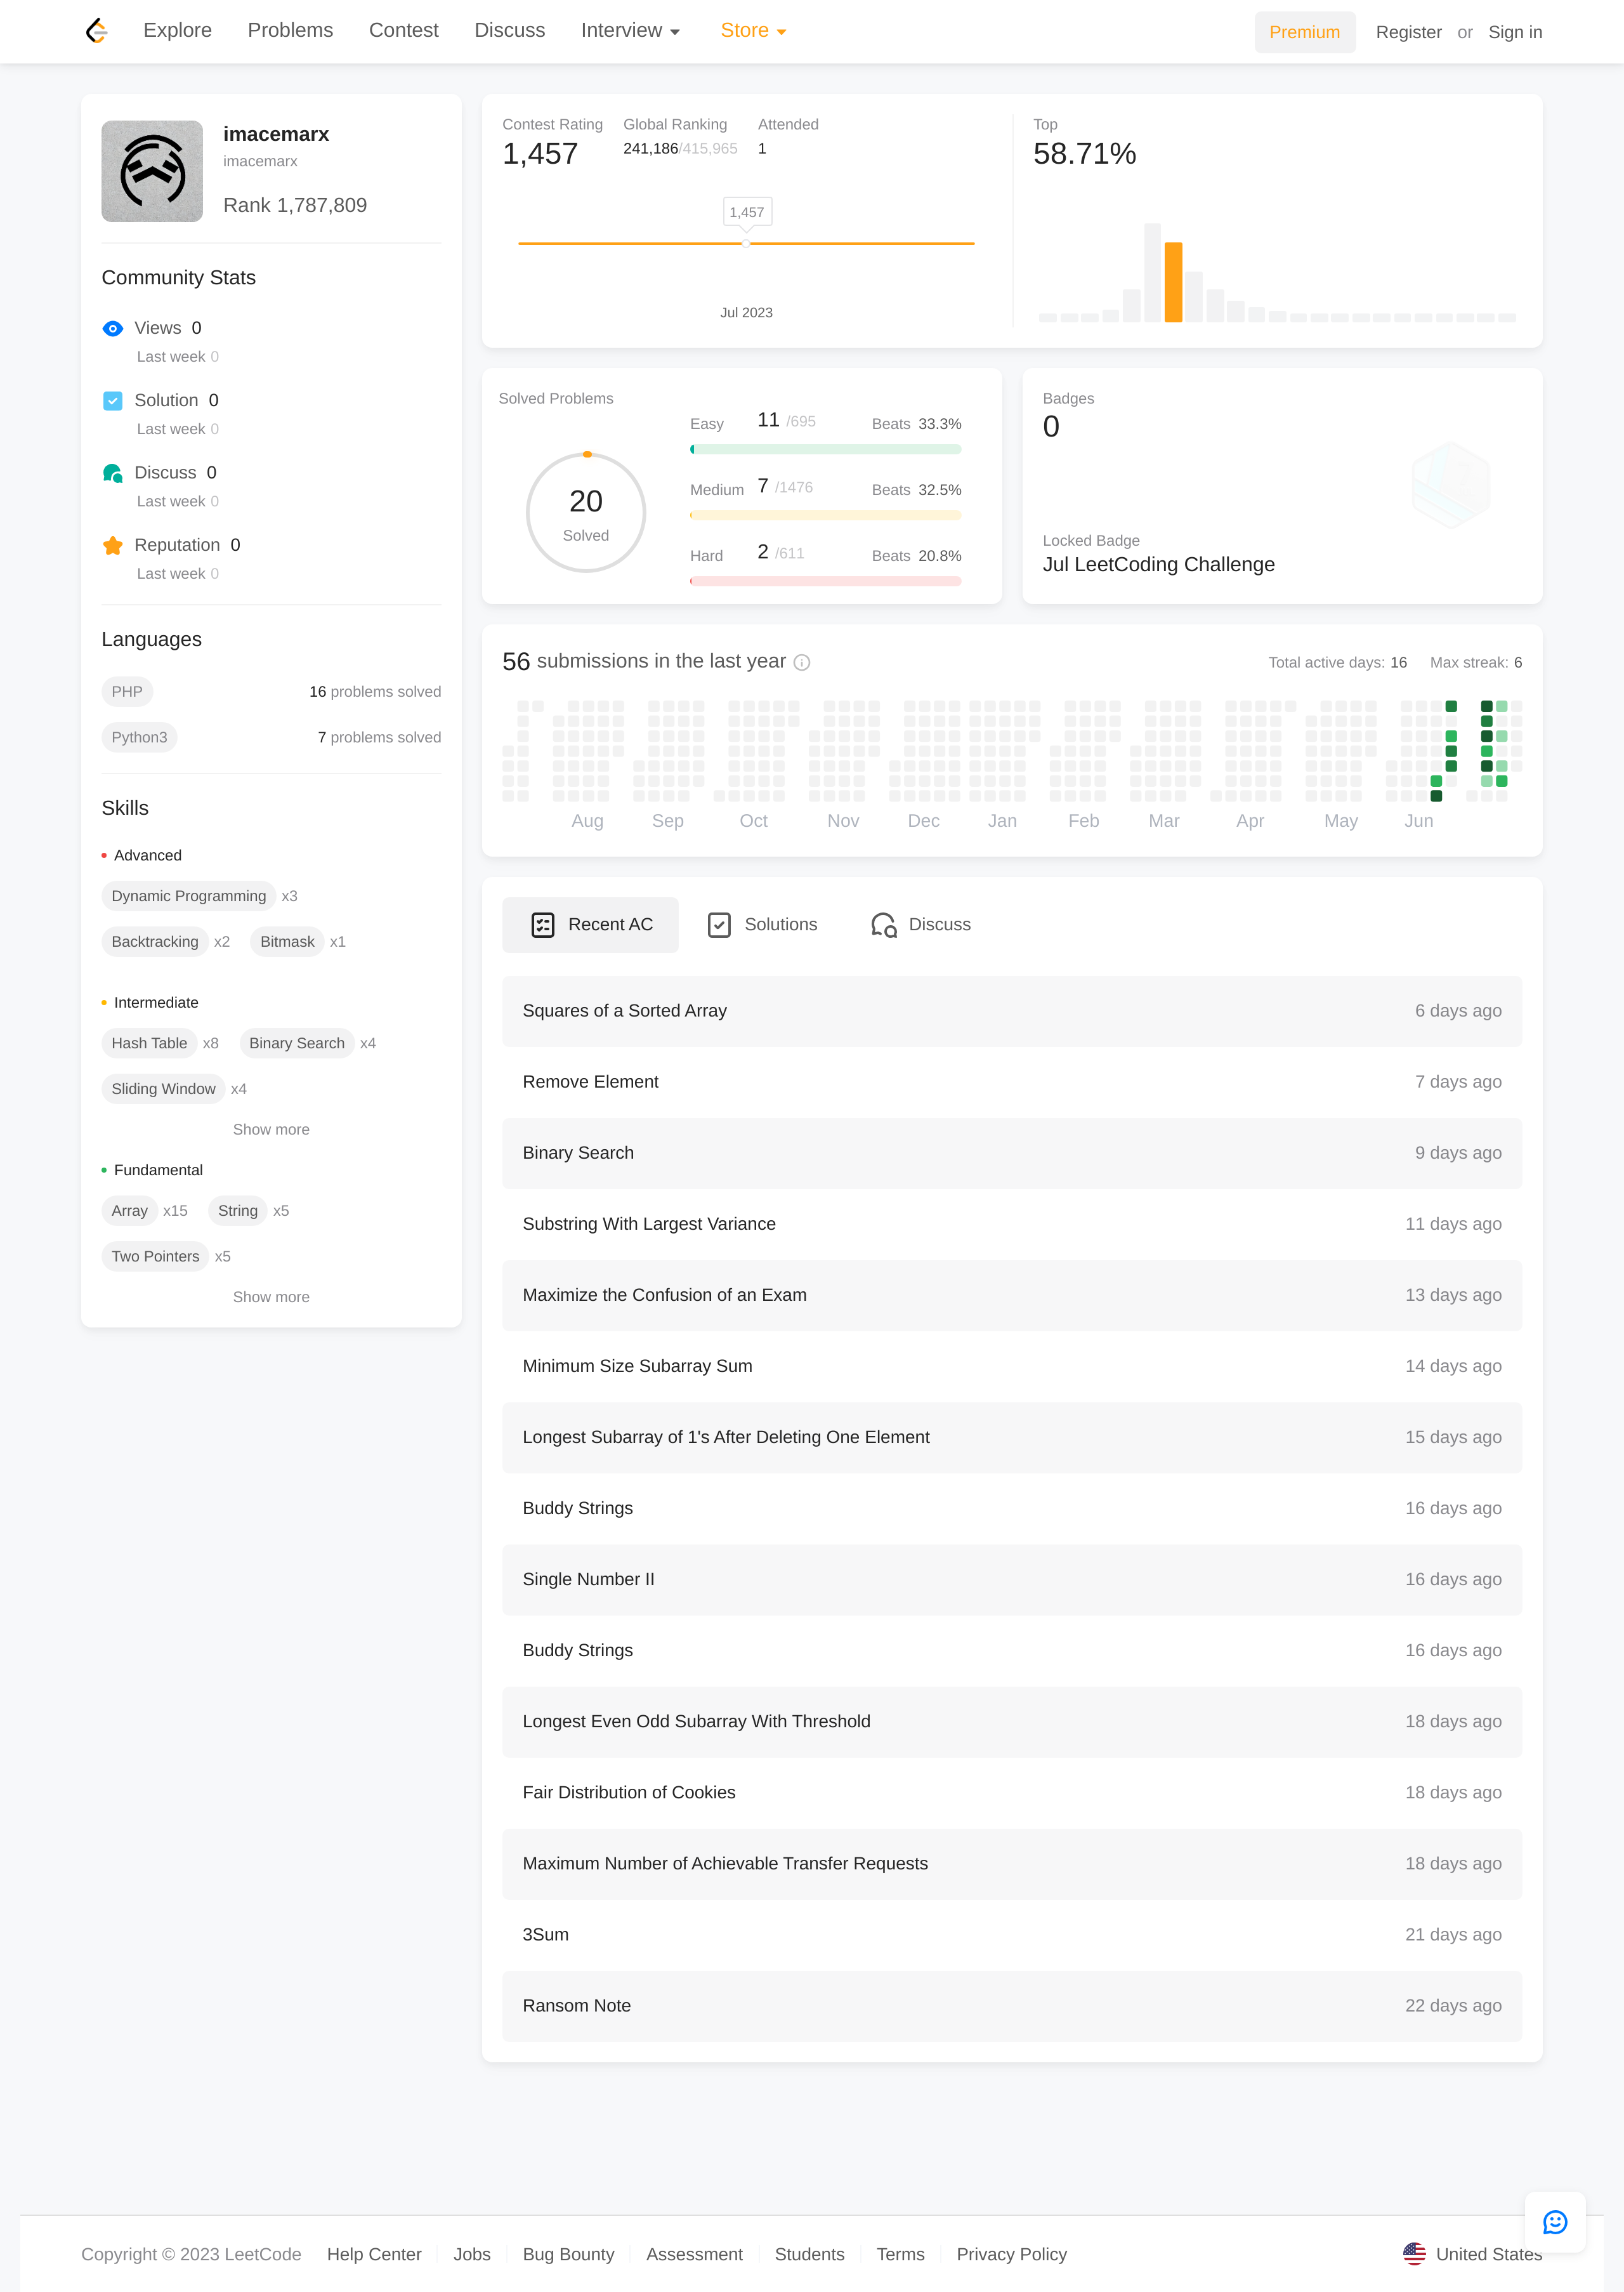 Explore Problems Contest Discuss Interview Store Premium Register or Sign in
imacemarx
imacemarx
Rank 1,787,809
Community Stats
Views 0
Last week 0
Solution 0
Last week 0
Discuss 0
Last week 0
Reputation 0
Last week 0
Languages
PHP 16 problems solved
Python3 7 problems solved
Skills
Advanced
Dynamic Programming x3
Backtracking x2 Bitmask x1
Intermediate
Hash Table x8 Binary Search x4
Sliding Window x4
Show more
Fundamental
Array x15 String x5
Two Pointers x5
Show more
Contest Rating Global Ranking Attended
1,457 241,186/415,965 1
1,457
Jul 2023
Top
58.71%
Solved Problems
20
Solved
Easy 11 /695 Beats 33.3%
Medium 7 /1476 Beats 32.5%
Hard 2 /611 Beats 20.8%
Badges
0
Locked Badge
Jul LeetCoding Challenge
56 submissions in the last year Total active days: 16 Max streak: 6
Aug Sep Oct Nov Dec Jan Feb Mar Apr May Jun
Recent AC Solutions Discuss
Squares of a Sorted Array 6 days ago
Remove Element 7 days ago
Binary Search 9 days ago
Substring With Largest Variance 11 days ago
Maximize the Confusion of an Exam 13 days ago
Minimum Size Subarray Sum 14 days ago
Longest Subarray of 1's After Deleting One Element 15 days ago
Buddy Strings 16 days ago
Single Number II 16 days ago
Buddy Strings 16 days ago
Longest Even Odd Subarray With Threshold 18 days ago
Fair Distribution of Cookies 18 days ago
Maximum Number of Achievable Transfer Requests 18 days ago
3Sum 21 days ago
Ransom Note 22 days ago
Copyright © 2023 LeetCode Help Center Jobs Bug Bounty Assessment Students Terms Privacy Policy United States